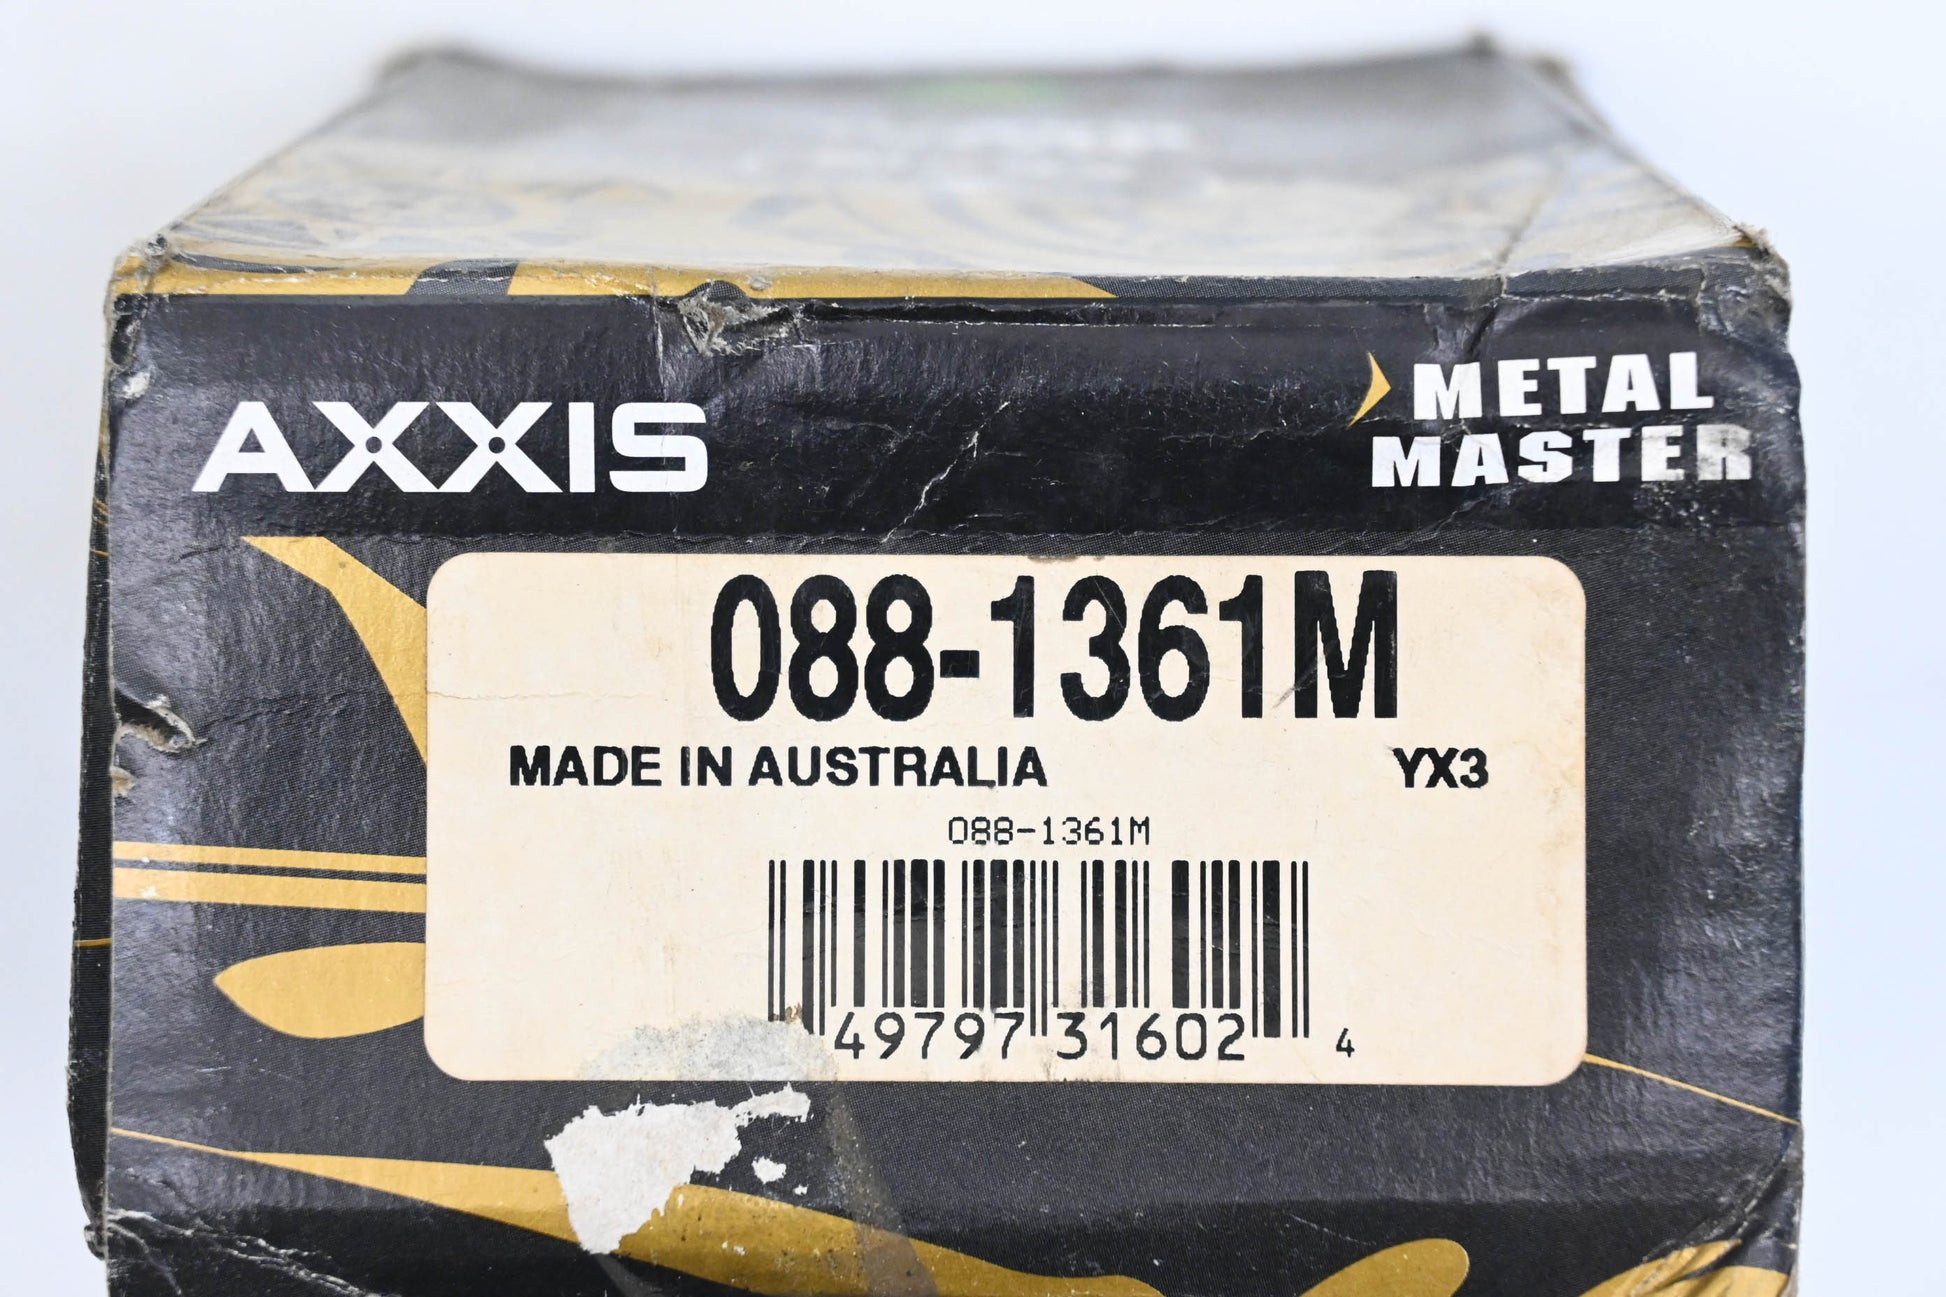 AXXIS
METAL
MASTER
088-1361M
MADE IN AUSTRALIA YX3
088-1361M
49797 31602 4